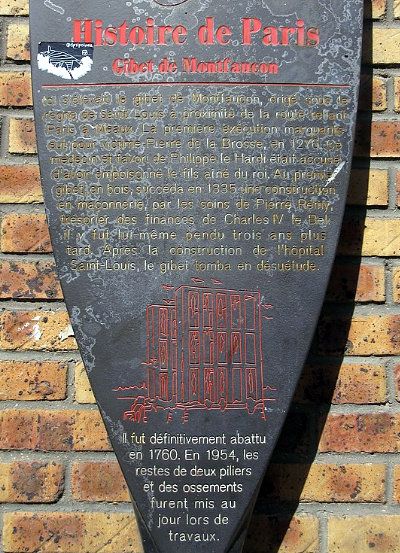 Histoire de Paris
Gibet de Montfaucon
Ici s'élevait le gibet de Montfaucon, érigé sous le
règne de Saint Louis à proximité de la route reliant
Paris à Meaux. La première exécution marquante
eut pour victime Pierre de la Brosse, en 1276. Ce
médecin et favori de Philippe le Hardi était accusé
d'avoir empoisonné le fils aîné du roi. Au premier
gibet en bois, succéda en 1335 une construction
en maçonnerie, par les soins de Pierre Rémy,
trésorier des finances de Charles IV le Bel
il y fut lui-même pendu trois ans plus
tard. Après la construction de l'hôpital
Saint-Louis, le gibet tomba en désuétude.
Il fut définitivement abattu
en 1760. En 1954, les
restes de deux piliers
et des ossements
furent mis au
jour lors de
travaux.